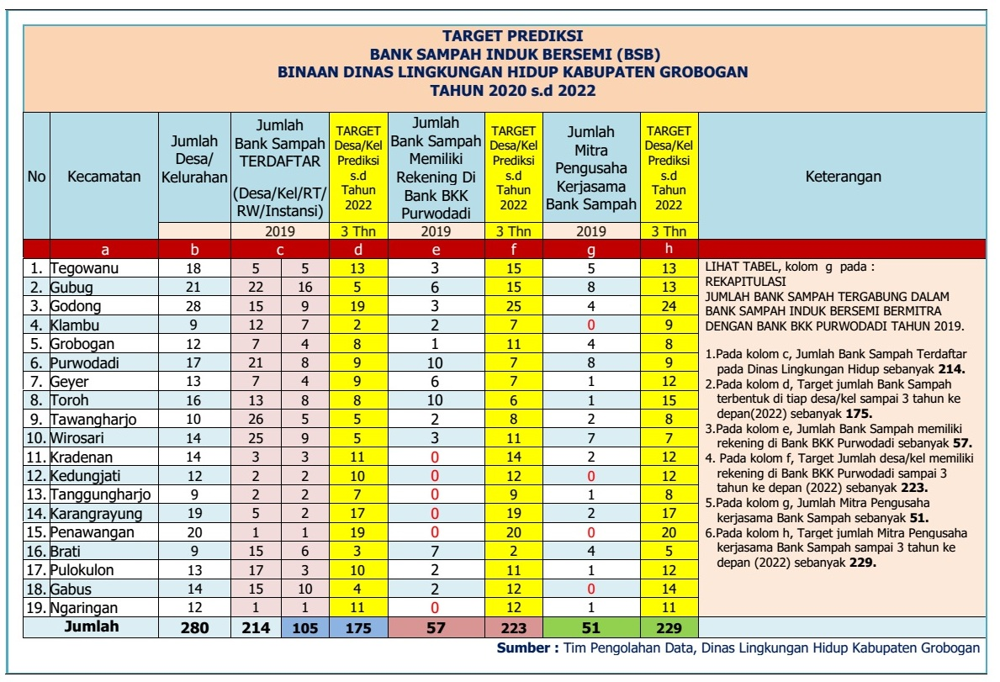 TARGET PREDIKSI
BANK SAMPAH INDUK BERSEMI (BSB)
BINAAN DINAS LINGKUNGAN HIDUP KABUPATEN GROBOGAN
TAHUN 2020 s.d 2022
No
Kecamatan
Jumlah
Desa/
Kelurahan
Jumlah
Bank Sampah
TERDAFTAR
(Desa/Kel/RT/
RW/Instansi)
TARGET
Desa/Kel
Prediksi
s.d
Tahun
2022
Jumlah
Bank Sampah
Memiliki
Rekening Di
Bank BKK
Purwodadi
TARGET
Desa/Kel
Prediksi
s.d
Tahun
2022
Jumlah
Mitra
Pengusaha
Kerjasama
Bank Sampah
TARGET
Desa/Kel
Prediksi
s.d
Tahun
2022
Keterangan
2019 3 Thn 2019 3 Thn 2019 3 Thn
a b c d e f g h
1. Tegowanu 18 5 5 13 3 15 5 13
2. Gubug 21 22 16 5 6 15 8 13
3. Godong 28 15 9 19 3 25 4 24
4. Klambu 9 12 7 2 2 7 0 9
5. Grobogan 12 7 4 8 1 11 4 8
6. Purwodadi 17 21 8 9 10 7 8 9
7. Geyer 13 7 4 9 6 7 1 12
8. Toroh 16 13 8 8 10 6 1 15
9. Tawangharjo 10 26 5 5 2 8 2 8
10. Wirosari 14 25 9 5 3 11 7 7
11. Kradenan 14 3 3 11 0 14 2 12
12. Kedungjati 12 2 2 10 0 12 0 12
13. Tanggungharjo 9 2 2 7 0 9 1 8
14. Karangrayung 19 5 2 17 0 19 2 17
15. Penawangan 20 1 1 19 0 20 0 20
16. Brati 9 15 6 3 7 2 4 5
17. Pulokulon 13 17 3 10 2 11 1 12
18. Gabus 14 15 10 4 2 12 0 14
19. Ngaringan 12 1 1 11 0 12 1 11
Jumlah 280 214 105 175 57 223 51 229
LIHAT TABEL, kolom g pada :
REKAPITULASI
JUMLAH BANK SAMPAH TERGABUNG DALAM
BANK SAMPAH INDUK BERSEMI BERMITRA
DENGAN BANK BKK PURWODADI TAHUN 2019.
1.Pada kolom c, Jumlah Bank Sampah Terdaftar
pada Dinas Lingkungan Hidup sebanyak 214.
2.Pada kolom d, Target jumlah Bank Sampah
terbentuk di tiap desa/kel sampai 3 tahun ke
depan(2022) sebanyak 175.
3.Pada kolom e, Jumlah Bank Sampah memiliki
rekening di Bank BKK Purwodadi sebanyak 57.
4. Pada kolom f, Target Jumlah desa/kel memiliki
rekening di Bank BKK Purwodadi sampai 3
tahun ke depan (2022) sebanyak 223.
5.Pada kolom g, Jumlah Mitra Pengusaha
kerjasama Bank Sampah sebanyak 51.
6.Pada kolom h, Target jumlah Mitra Pengusaha
kerjasama Bank Sampah sampai 3 tahun ke
depan (2022) sebanyak 229.
Sumber : Tim Pengolahan Data, Dinas Lingkungan Hidup Kabupaten Grobogan